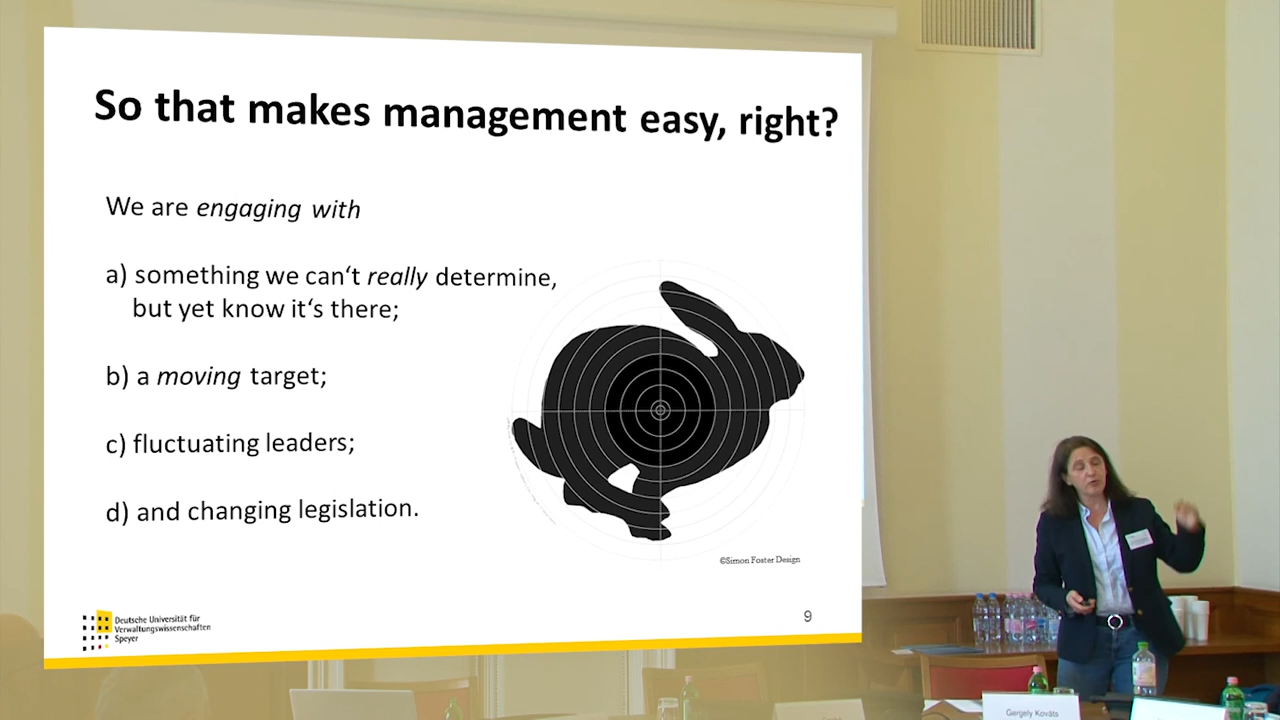 So that makes management easy, right?
We are engaging with
a) something we can‘t really determine,
but yet know it‘s there;
b) a moving target;
c) fluctuating leaders;
d) and changing legislation.
©Simon Foster Design
Deutsche Universität für
Verwaltungswissenschaften
Speyer
9
Gergely Kováts